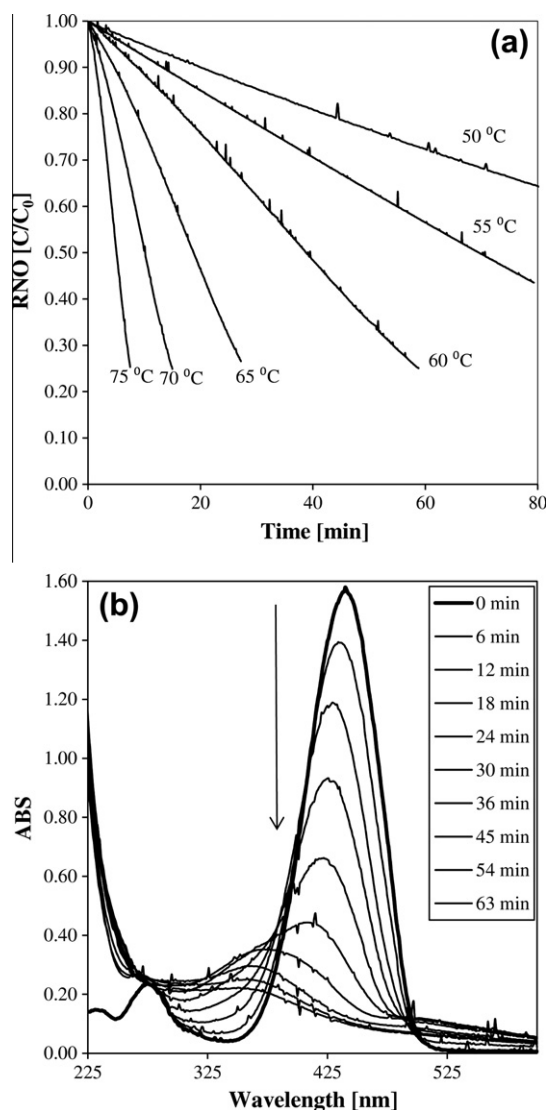 (a)
1.00
0.90
0.80
0.70
0.60
0.50
0.40
0.30
0.20
0.10
0.00
RNO [C/C0]
50 ⁰C
55 ⁰C
60 ⁰C
75 ⁰C 70 ⁰C 65 ⁰C
0 20 40 60 80
Time [min]
(b)
1.60
1.40
1.20
1.00
0.80
0.60
0.40
0.20
0.00
ABS
0 min
6 min
12 min
18 min
24 min
30 min
36 min
45 min
54 min
63 min
225 325 425 525
Wavelength [nm]